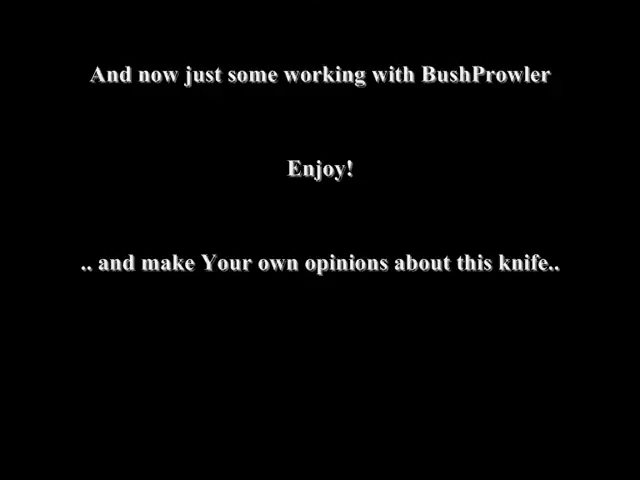 And now just some working with BushProwler
Enjoy!
.. and make Your own opinions about this knife..